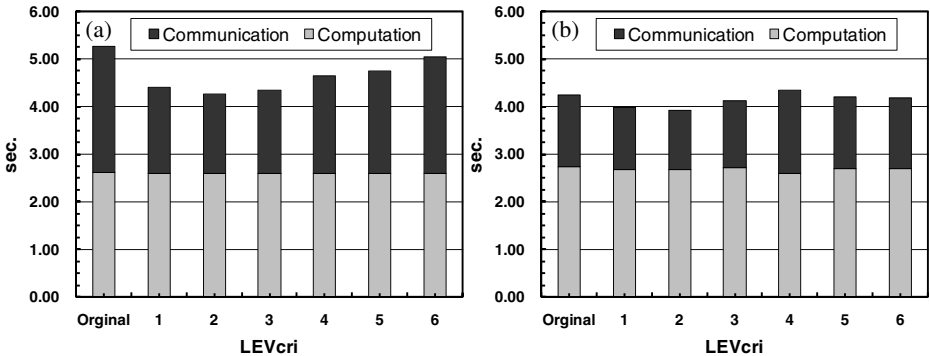 (a)
Communication Computation
6.00
5.00
4.00
3.00
2.00
1.00
0.00
sec.
Orginal 1 2 3 4 5 6
LEVcri
(b)
Communication Computation
6.00
5.00
4.00
3.00
2.00
1.00
0.00
sec.
Orginal 1 2 3 4 5 6
LEVcri